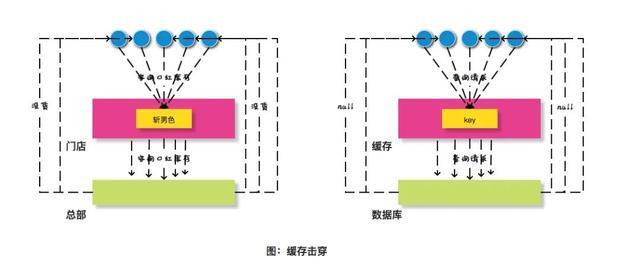 查询口红库存
查询请求
没货
没货
null
null
斩男色
key
门店
缓存
查询口红库存
查询请求
总部
数据库
图：缓存击穿